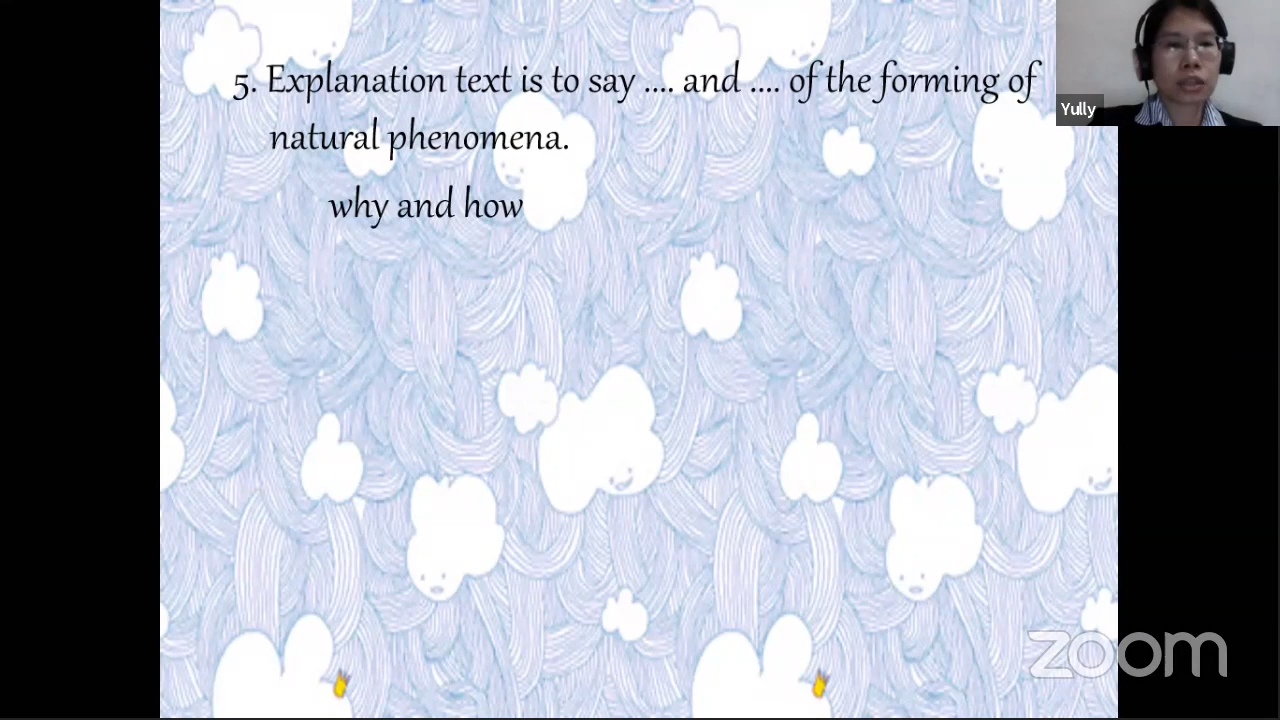 5. Explanation text is to say .... and .... of the forming of
natural phenomena.
why and how
Yully
zoom